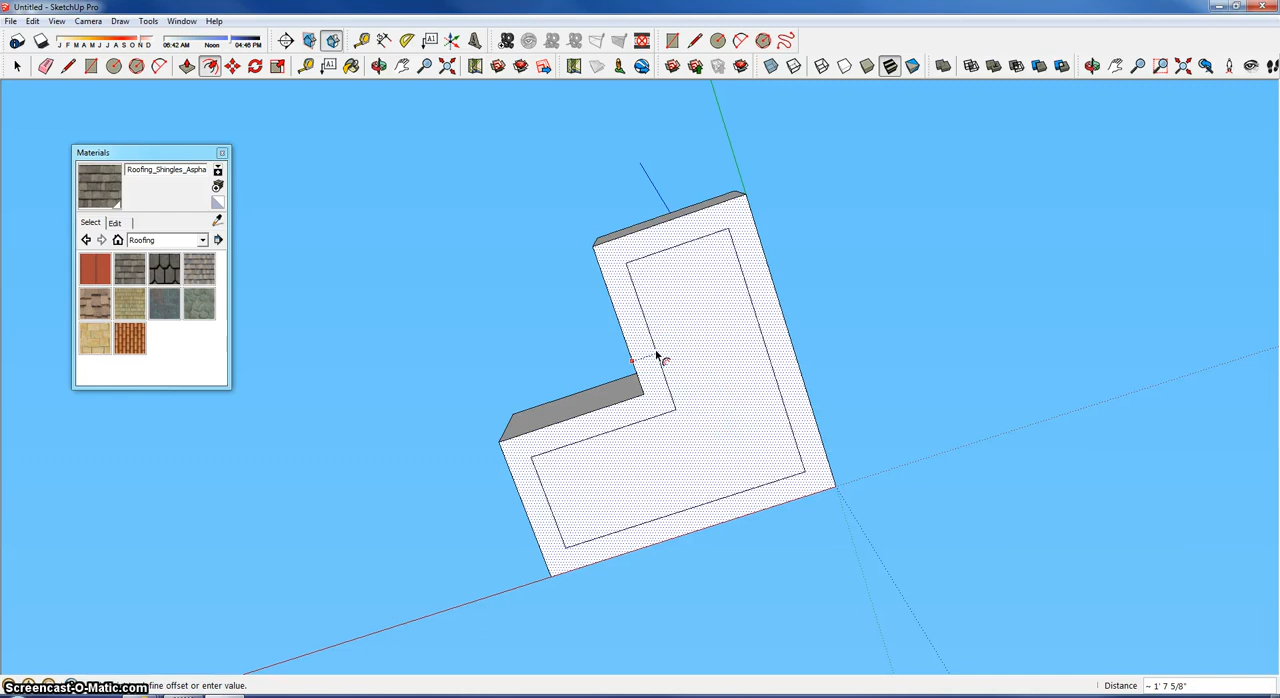 Untitled - SketchUp Pro
File Edit View Camera Draw Tools Window Help
J F M A M J J A S O N D 06:42 AM Noon 04:46 PM
Materials
Roofing_Shingles_Aspha
Select Edit
Roofing
Screencast-O-Matic.com fine offset or enter value. Distance ~ 1' 7 5/8"